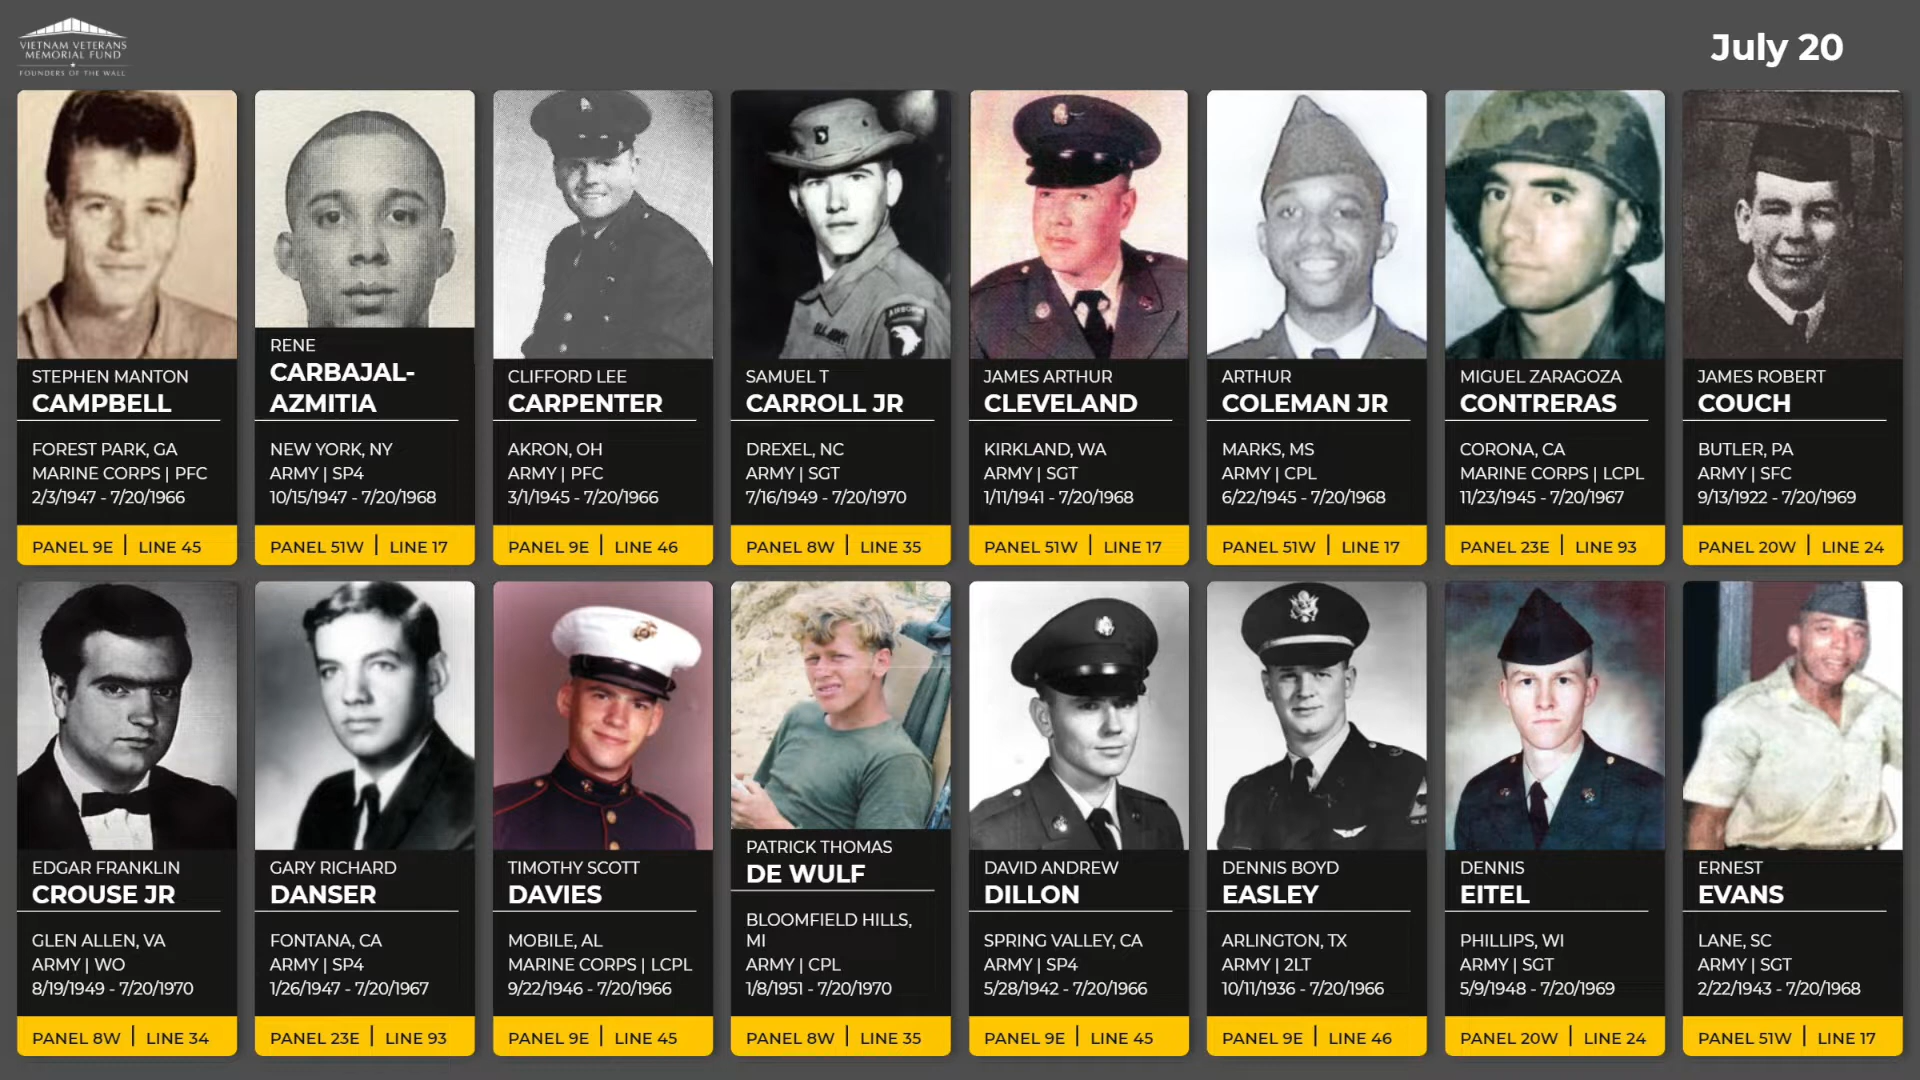 VIETNAM VETERANS
MEMORIAL FUND
FOUNDERS OF THE WALL
July 20
STEPHEN MANTON
CAMPBELL
FOREST PARK, GA
MARINE CORPS | PFC
2/3/1947 - 7/20/1966
PANEL 9E | LINE 45
RENE
CARBAJAL-
AZMITIA
NEW YORK, NY
ARMY | SP4
10/15/1947 - 7/20/1968
PANEL 51W | LINE 17
CLIFFORD LEE
CARPENTER
AKRON, OH
ARMY | PFC
3/1/1945 - 7/20/1966
PANEL 9E | LINE 46
AIRBORNE
U.S. ARMY
SAMUEL T
CARROLL JR
DREXEL, NC
ARMY | SGT
7/16/1949 - 7/20/1970
PANEL 8W | LINE 35
JAMES ARTHUR
CLEVELAND
KIRKLAND, WA
ARMY | SGT
1/11/1941 - 7/20/1968
PANEL 51W | LINE 17
ARTHUR
COLEMAN JR
MARKS, MS
ARMY | CPL
6/22/1945 - 7/20/1968
PANEL 51W | LINE 17
MIGUEL ZARAGOZA
CONTRERAS
CORONA, CA
MARINE CORPS | LCPL
11/23/1945 - 7/20/1967
PANEL 23E | LINE 93
JAMES ROBERT
COUCH
BUTLER, PA
ARMY | SFC
9/13/1922 - 7/20/1969
PANEL 20W | LINE 24
EDGAR FRANKLIN
CROUSE JR
GLEN ALLEN, VA
ARMY | WO
8/19/1949 - 7/20/1970
PANEL 8W | LINE 34
GARY RICHARD
DANSER
FONTANA, CA
ARMY | SP4
1/26/1947 - 7/20/1967
PANEL 23E | LINE 93
TIMOTHY SCOTT
DAVIES
MOBILE, AL
MARINE CORPS | LCPL
9/22/1946 - 7/20/1966
PANEL 9E | LINE 45
PATRICK THOMAS
DE WULF
BLOOMFIELD HILLS,
MI
ARMY | CPL
1/8/1951 - 7/20/1970
PANEL 8W | LINE 35
DAVID ANDREW
DILLON
SPRING VALLEY, CA
ARMY | SP4
5/28/1942 - 7/20/1966
PANEL 9E | LINE 45
DENNIS BOYD
EASLEY
ARLINGTON, TX
ARMY | 2LT
10/11/1936 - 7/20/1966
PANEL 9E | LINE 46
DENNIS
EITEL
PHILLIPS, WI
ARMY | SGT
5/9/1948 - 7/20/1969
PANEL 20W | LINE 24
ERNEST
EVANS
LANE, SC
ARMY | SGT
2/22/1943 - 7/20/1968
PANEL 51W | LINE 17